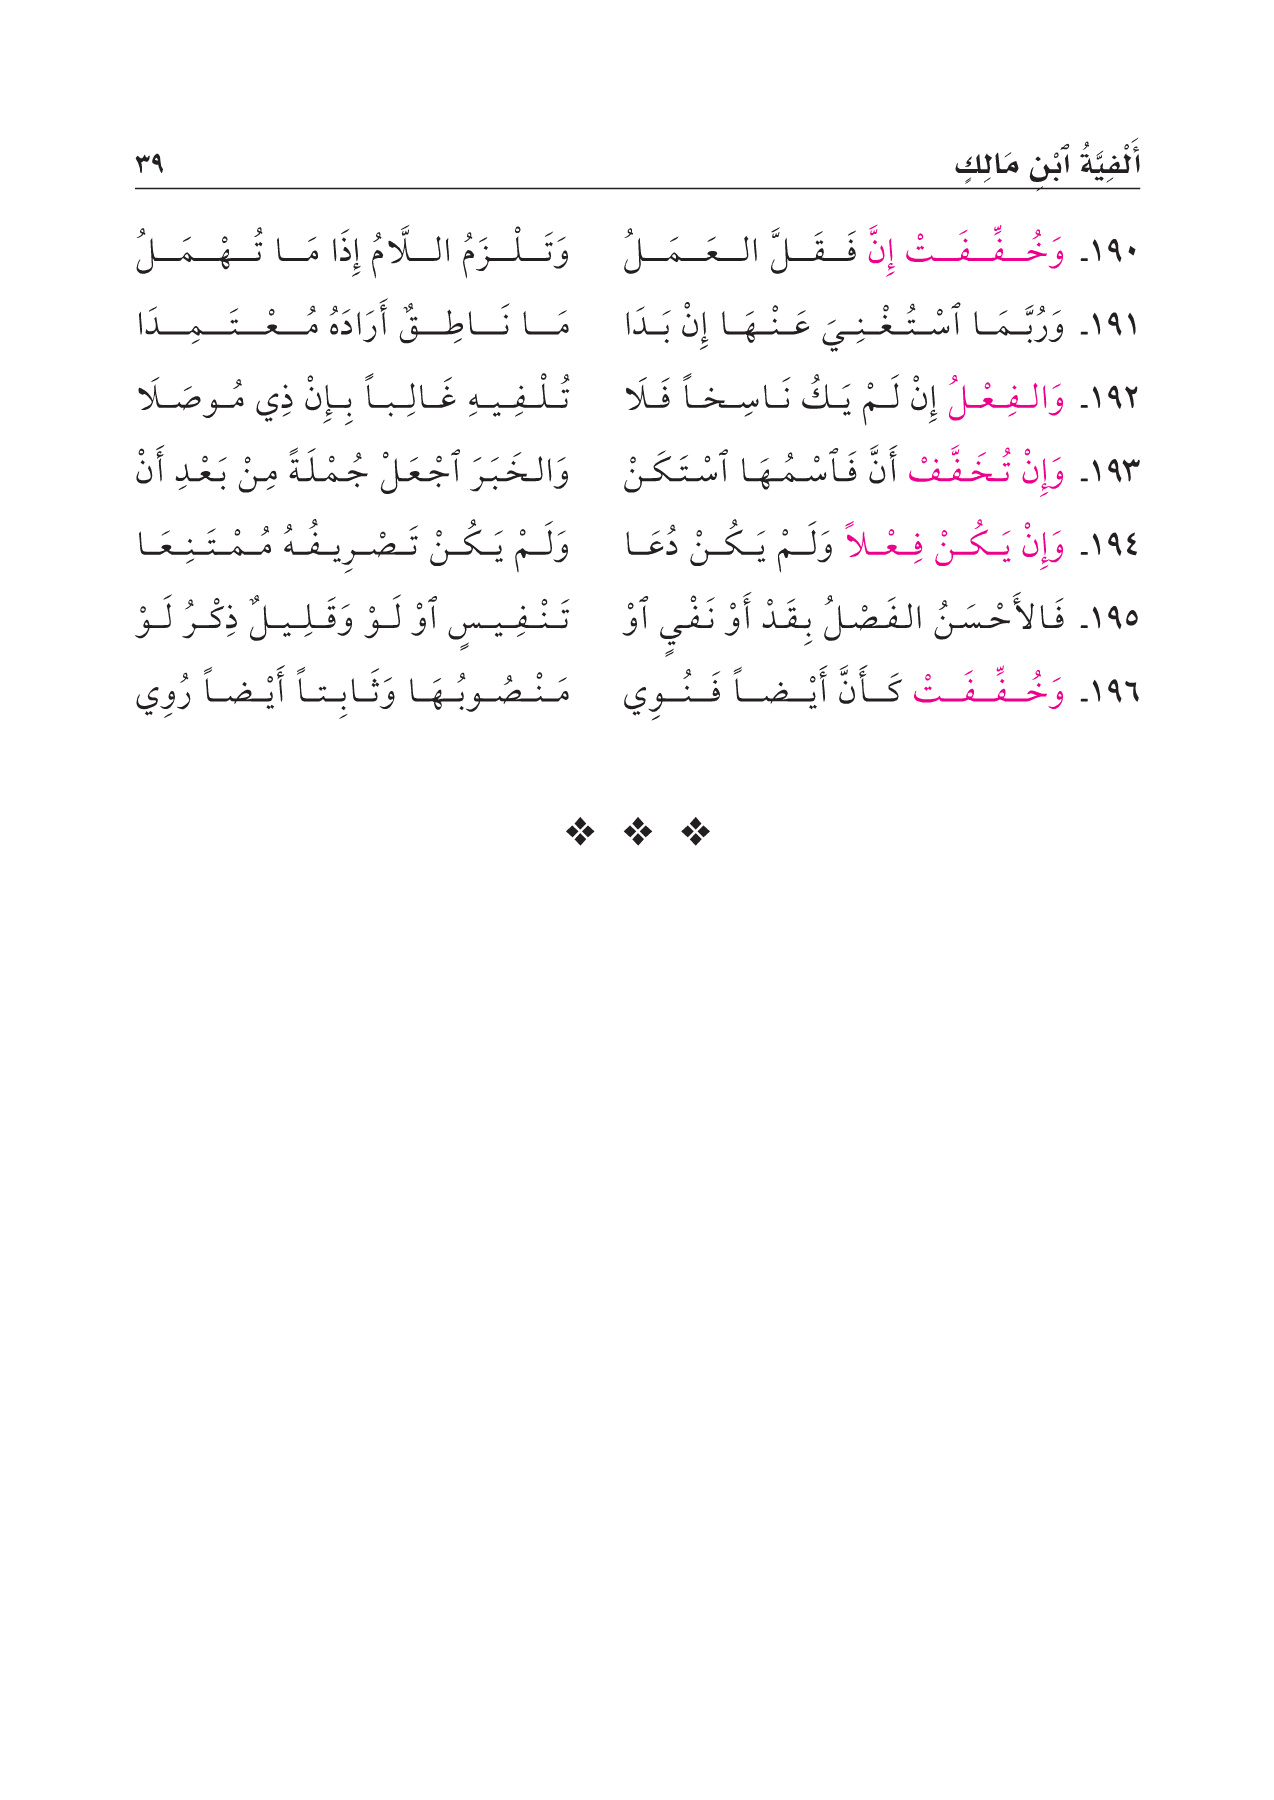 أَلْفِيَّةُ ٱبْنِ مَالِكٍ ٣٩
١٩٠ـ وَخُفِّفَتْ إِنَّ فَقَلَّ العَمَلُ وَتَلْزَمُ اللَّامُ إِذَا مَا تُهْمَلُ
١٩١ـ وَرُبَّمَا ٱسْتُغْنِيَ عَنْهَا إِنْ بَدَا مَا نَاطِقٌ أَرَادَهُ مُعْتَمِدَا
١٩٢ـ وَالفِعْلُ إِنْ لَمْ يَكُ نَاسِخاً فَلَا تُلْفِيهِ غَالِباً بِإِنْ ذِي مُوصَلَا
١٩٣ـ وَإِنْ تُخَفَّفْ أَنَّ فَٱسْمُهَا ٱسْتَكَنْ وَالخَبَرَ ٱجْعَلْ جُمْلَةً مِنْ بَعْدِ أَنْ
١٩٤ـ وَإِنْ يَكُنْ فِعْلاً وَلَمْ يَكُنْ دُعَا وَلَمْ يَكُنْ تَصْرِيفُهُ مُمْتَنِعَا
١٩٥ـ فَالأَحْسَنُ الفَصْلُ بِقَدْ أَوْ نَفْيٍ ٱوْ تَنْفِيسٍ ٱوْ لَوْ وَقَلِيلٌ ذِكْرُ لَوْ
١٩٦ـ وَخُفِّفَتْ كَأَنَّ أَيْضاً فَنُوِي مَنْصُوبُهَا وَثَابِتاً أَيْضاً رُوِي